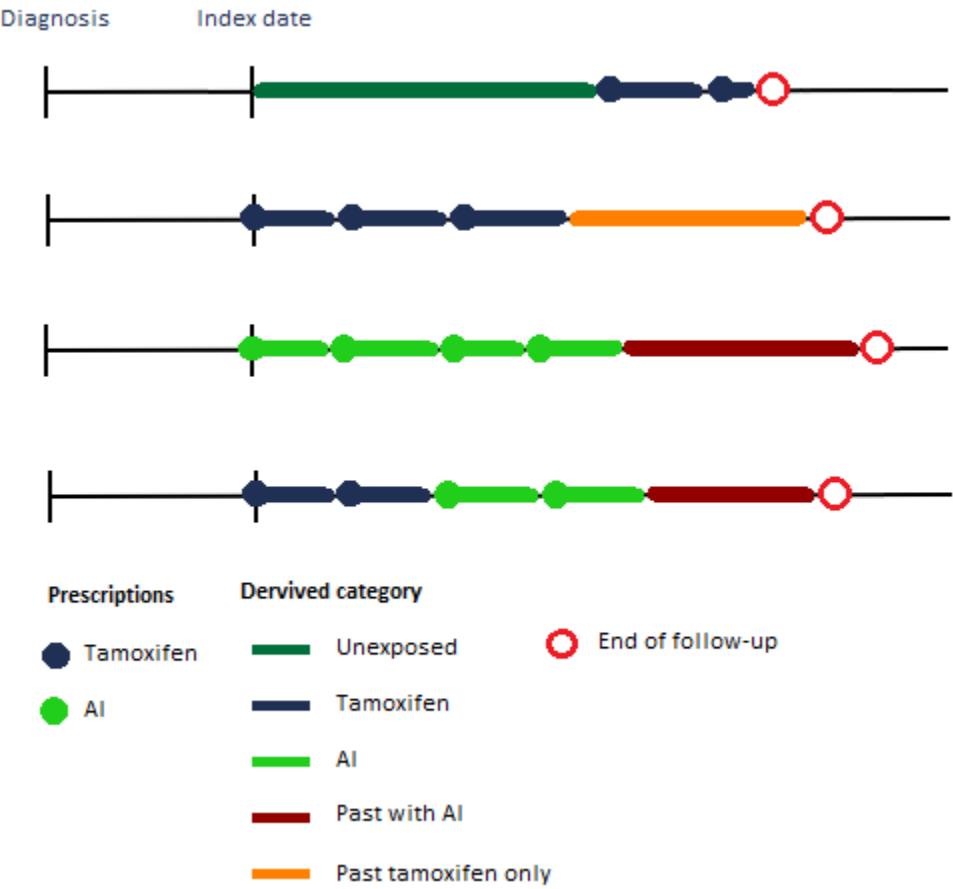 Diagnosis
Index date
Prescriptions
Dervived category
Tamoxifen
AI
Unexposed
Tamoxifen
AI
Past with AI
Past tamoxifen only
End of follow-up